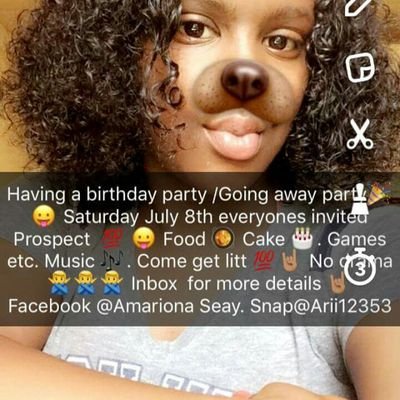 Having a birthday party /Going away party 🎉
😛 Saturday July 8th everyones invited
Prospect 💯 😛 Food 🥘 Cake 🎂. Games
etc. Music 🎶. Come get litt 💯 🤘🏽 No drama
🙅‍♂️ 🙅‍♂️ 🙅‍♂️ Inbox for more details 🤘🏽
Facebook @Amariona Seay. Snap@Arii12353
3